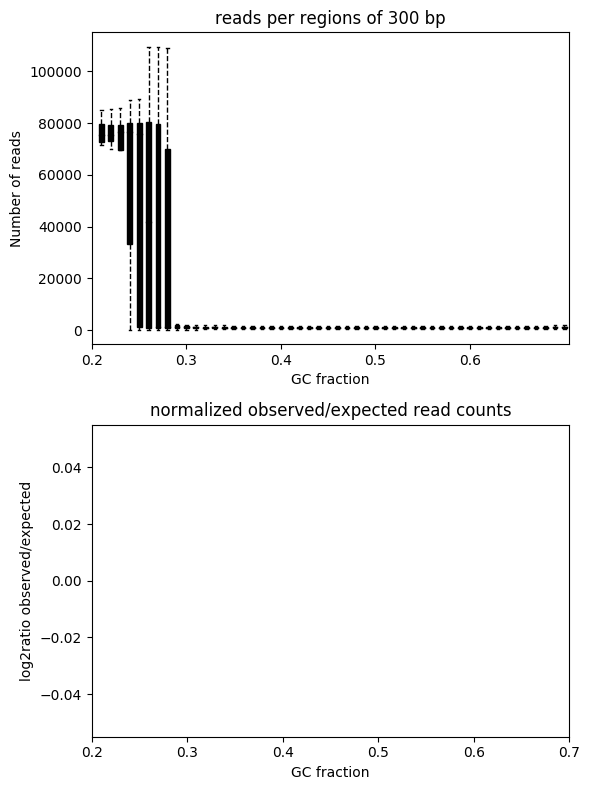 reads per regions of 300 bp
100000
80000
60000
40000
20000
0
Number of reads
0.2 0.3 0.4 0.5 0.6
GC fraction
normalized observed/expected read counts
0.04
0.02
0.00
−0.02
−0.04
log2ratio observed/expected
0.2 0.3 0.4 0.5 0.6 0.7
GC fraction